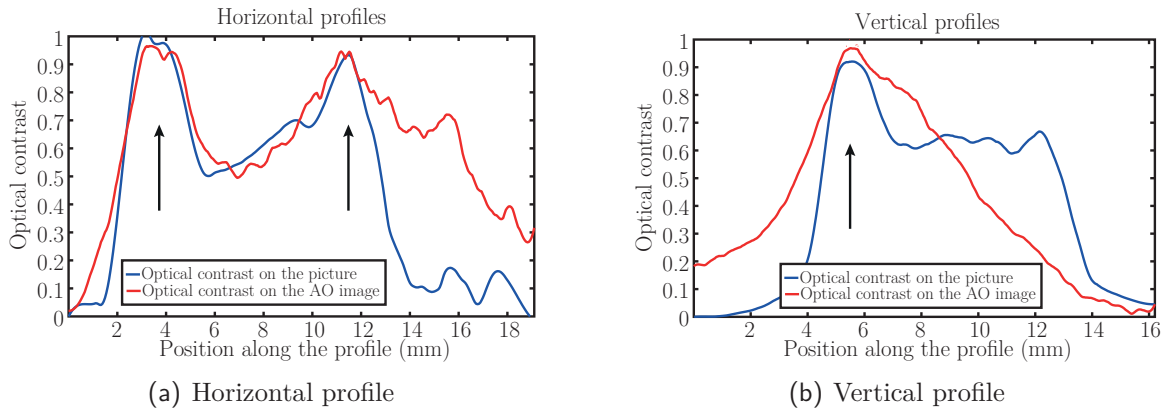 Horizontal profiles
1
0.9
0.8
0.7
0.6
0.5
0.4
0.3
0.2
0.1
0
Optical contrast
Optical contrast on the picture
Optical contrast on the AO image
2 4 6 8 10 12 14 16 18
Position along the profile (mm)
(a) Horizontal profile
Vertical profiles
1
0.9
0.8
0.7
0.6
0.5
0.4
0.3
0.2
0.1
0
Optical contrast
Optical contrast on the picture
Optical contrast on the AO image
2 4 6 8 10 12 14 16
Position along the profile (mm)
(b) Vertical profile